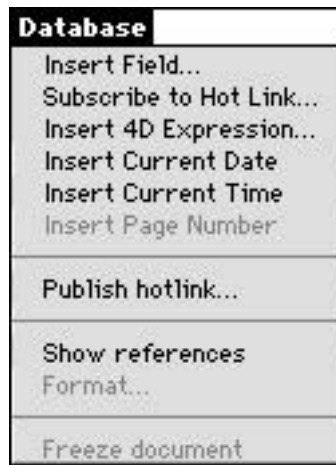 Database
Insert Field...
Subscribe to Hot Link...
Insert 4D Expression...
Insert Current Date
Insert Current Time
Insert Page Number
Publish hotlink...
Show references
Format...
Freeze document